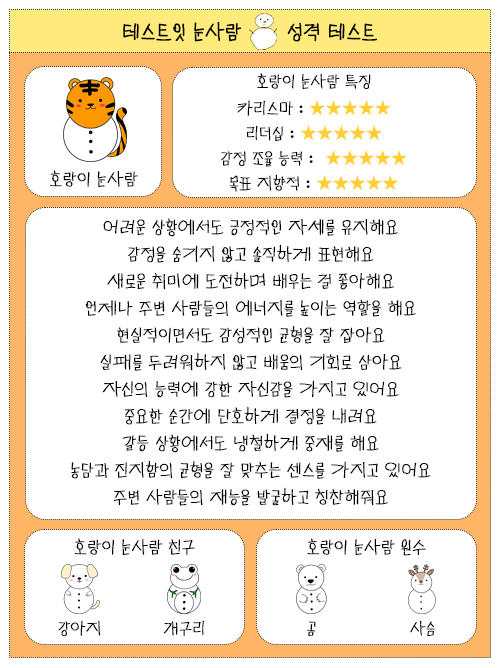 테스트잇 눈사람 성격 테스트
호랑이 눈사람
호랑이 눈사람 특징
카리스마 : ★★★★★
리더십 : ★★★★★
감정 조율 능력 : ★★★★★
목표 지향적 : ★★★★★
어려운 상황에서도 긍정적인 자세를 유지해요
감정을 숨기지 않고 솔직하게 표현해요
새로운 취미에 도전하며 배우는 걸 좋아해요
언제나 주변 사람들의 에너지를 높이는 역할을 해요
현실적이면서도 감성적인 균형을 잘 잡아요
실패를 두려워하지 않고 배움의 기회로 삼아요
자신의 능력에 강한 자신감을 가지고 있어요
중요한 순간에 단호하게 결정을 내려요
갈등 상황에서도 냉철하게 중재를 해요
농담과 진지함의 균형을 잘 맞추는 센스를 가지고 있어요
주변 사람들의 재능을 발굴하고 칭찬해줘요
호랑이 눈사람 친구
강아지
개구리
호랑이 눈사람 원수
곰
사슴